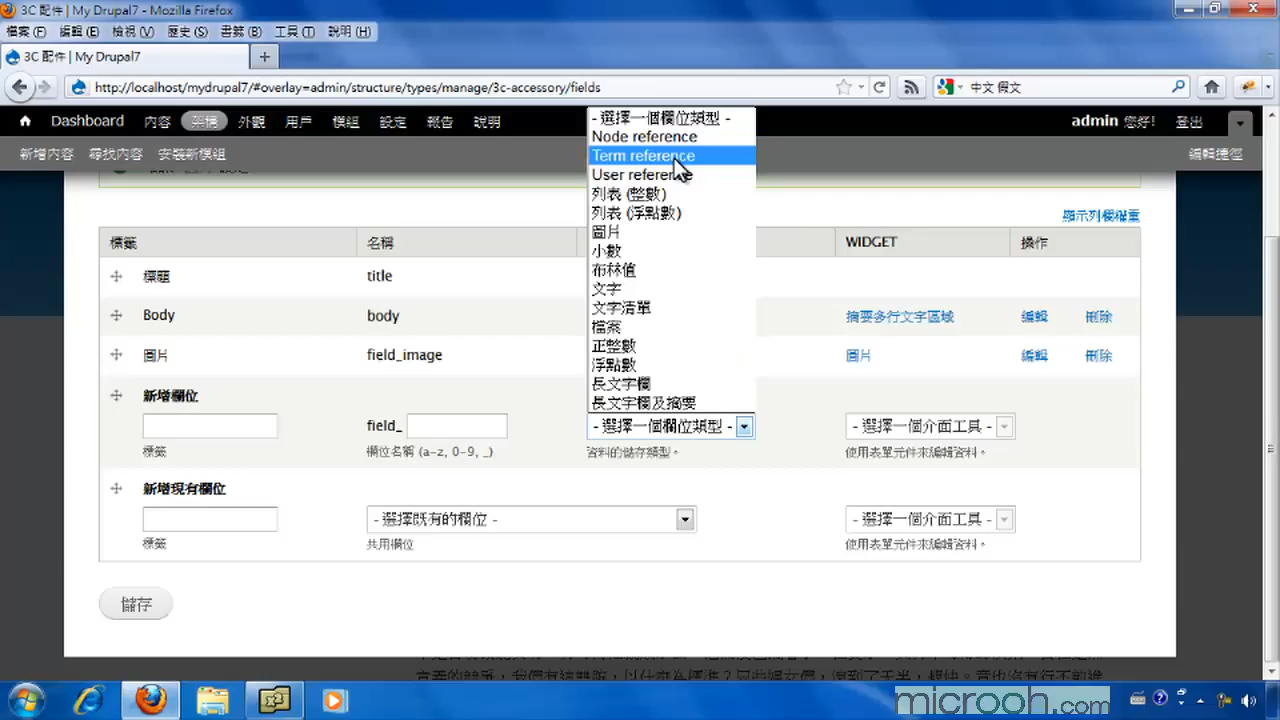 3C 配件 | My Drupal7 - Mozilla Firefox
檔案 (F) 編輯 (E) 檢視 (V) 歷史 (S) 書籤 (B) 工具 (T) 說明 (H)
3C 配件 | My Drupal7
http://localhost/mydrupal7/#overlay=admin/structure/types/manage/3c-accessory/fields
中文 假文
Dashboard 內容 架構 外觀 用戶 模組 設定 報告 說明
admin 您好! 登出
新增內容 尋找內容 安裝新模組
編輯捷徑
- 選擇一個欄位類型 -
Node reference
Term reference
User reference
列表 (整數)
列表 (浮點數)
圖片
小數
布林值
文字
文字清單
檔案
正整數
浮點數
長文字欄
長文字欄及摘要
顯示列欄權重
標籤 名稱 WIDGET 操作
標題 title
Body body 摘要多行文字區域 編輯 刪除
圖片 field_image 圖片 編輯 刪除
新增欄位
field_ - 選擇一個欄位類型 - - 選擇一個介面工具 -
標籤 欄位名稱 (a-z, 0-9, _) 資料的儲存類型。 使用表單元件來編輯資料。
新增現有欄位
- 選擇既有的欄位 - - 選擇一個介面工具 -
標籤 共用欄位 使用表單元件來編輯資料。
儲存
microoh.com